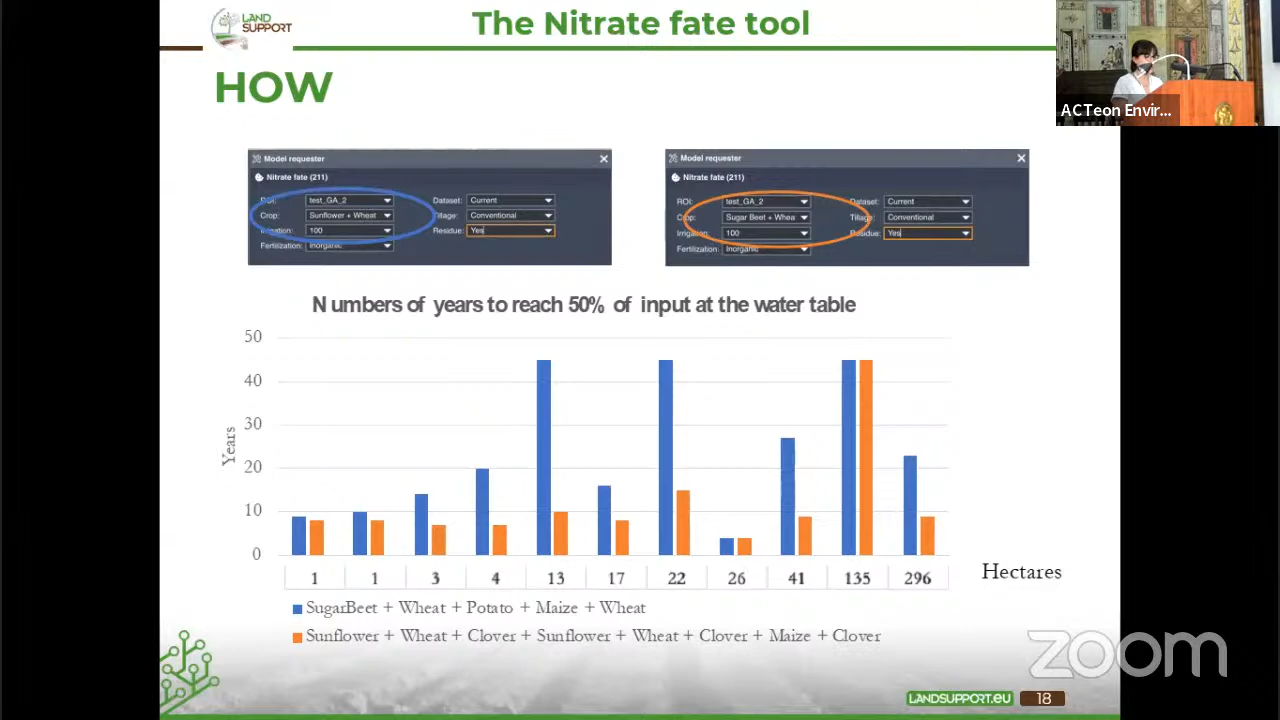 LAND
SUPPORT
The Nitrate fate tool
HOW
ACTeon Envir...
Model requester
Nitrate fate (211)
ROI: test_GA_2 Dataset: Current
Crop: Sunflower + Wheat Tillage: Conventional
Irrigation: 100 Residue: Yes
Fertilization: Inorganic
Model requester
Nitrate fate (211)
ROI: test_GA_2 Dataset: Current
Crop: Sugar Beet + Whea Tillage: Conventional
Irrigation: 100 Residue: Yes
Fertilization: Inorganic
Numbers of years to reach 50% of input at the water table
Years
50
40
30
20
10
0
1 1 3 4 13 17 22 26 41 135 296
Hectares
SugarBeet + Wheat + Potato + Maize + Wheat
Sunflower + Wheat + Clover + Sunflower + Wheat + Clover + Maize + Clover
zoom
LANDSUPPORT.EU 18